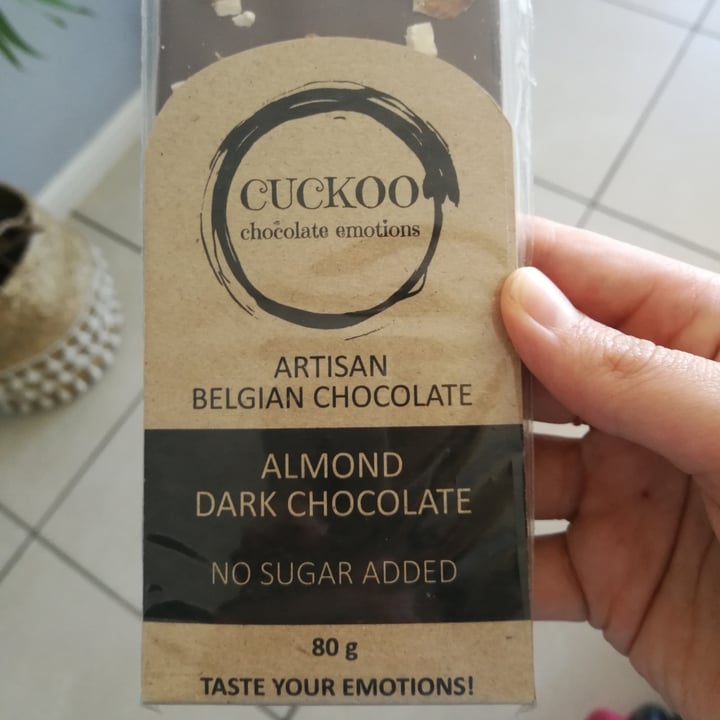 CUCKOO
chocolate emotions
ARTISAN
BELGIAN CHOCOLATE
ALMOND
DARK CHOCOLATE
NO SUGAR ADDED
80 g
TASTE YOUR EMOTIONS!